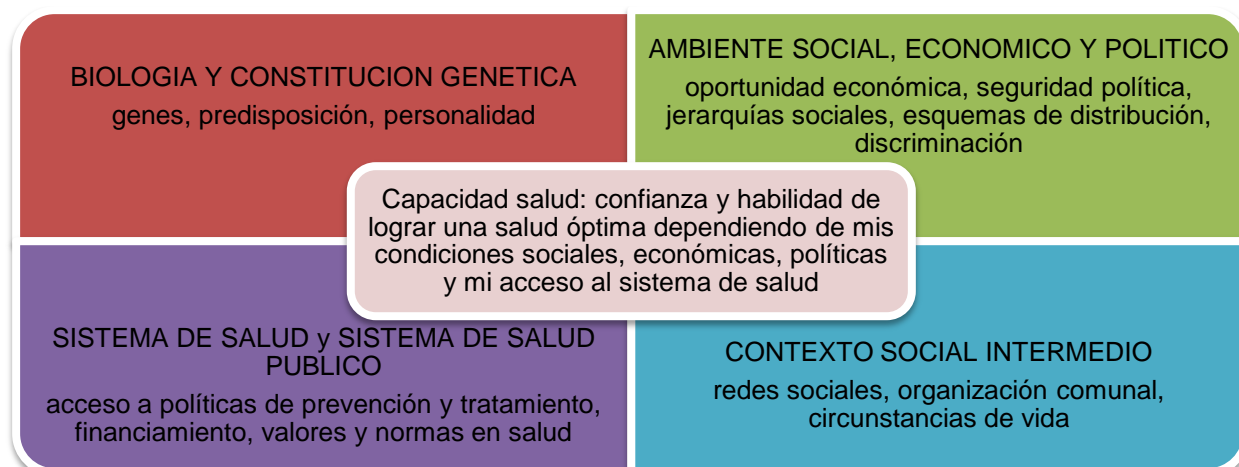 BIOLOGIA Y CONSTITUCION GENETICA
genes, predisposición, personalidad
AMBIENTE SOCIAL, ECONOMICO Y POLITICO
oportunidad económica, seguridad política,
jerarquías sociales, esquemas de distribución,
discriminación
Capacidad salud: confianza y habilidad de
lograr una salud óptima dependiendo de mis
condiciones sociales, económicas, políticas
y mi acceso al sistema de salud
SISTEMA DE SALUD y SISTEMA DE SALUD
PUBLICO
acceso a políticas de prevención y tratamiento,
financiamiento, valores y normas en salud
CONTEXTO SOCIAL INTERMEDIO
redes sociales, organización comunal,
circunstancias de vida